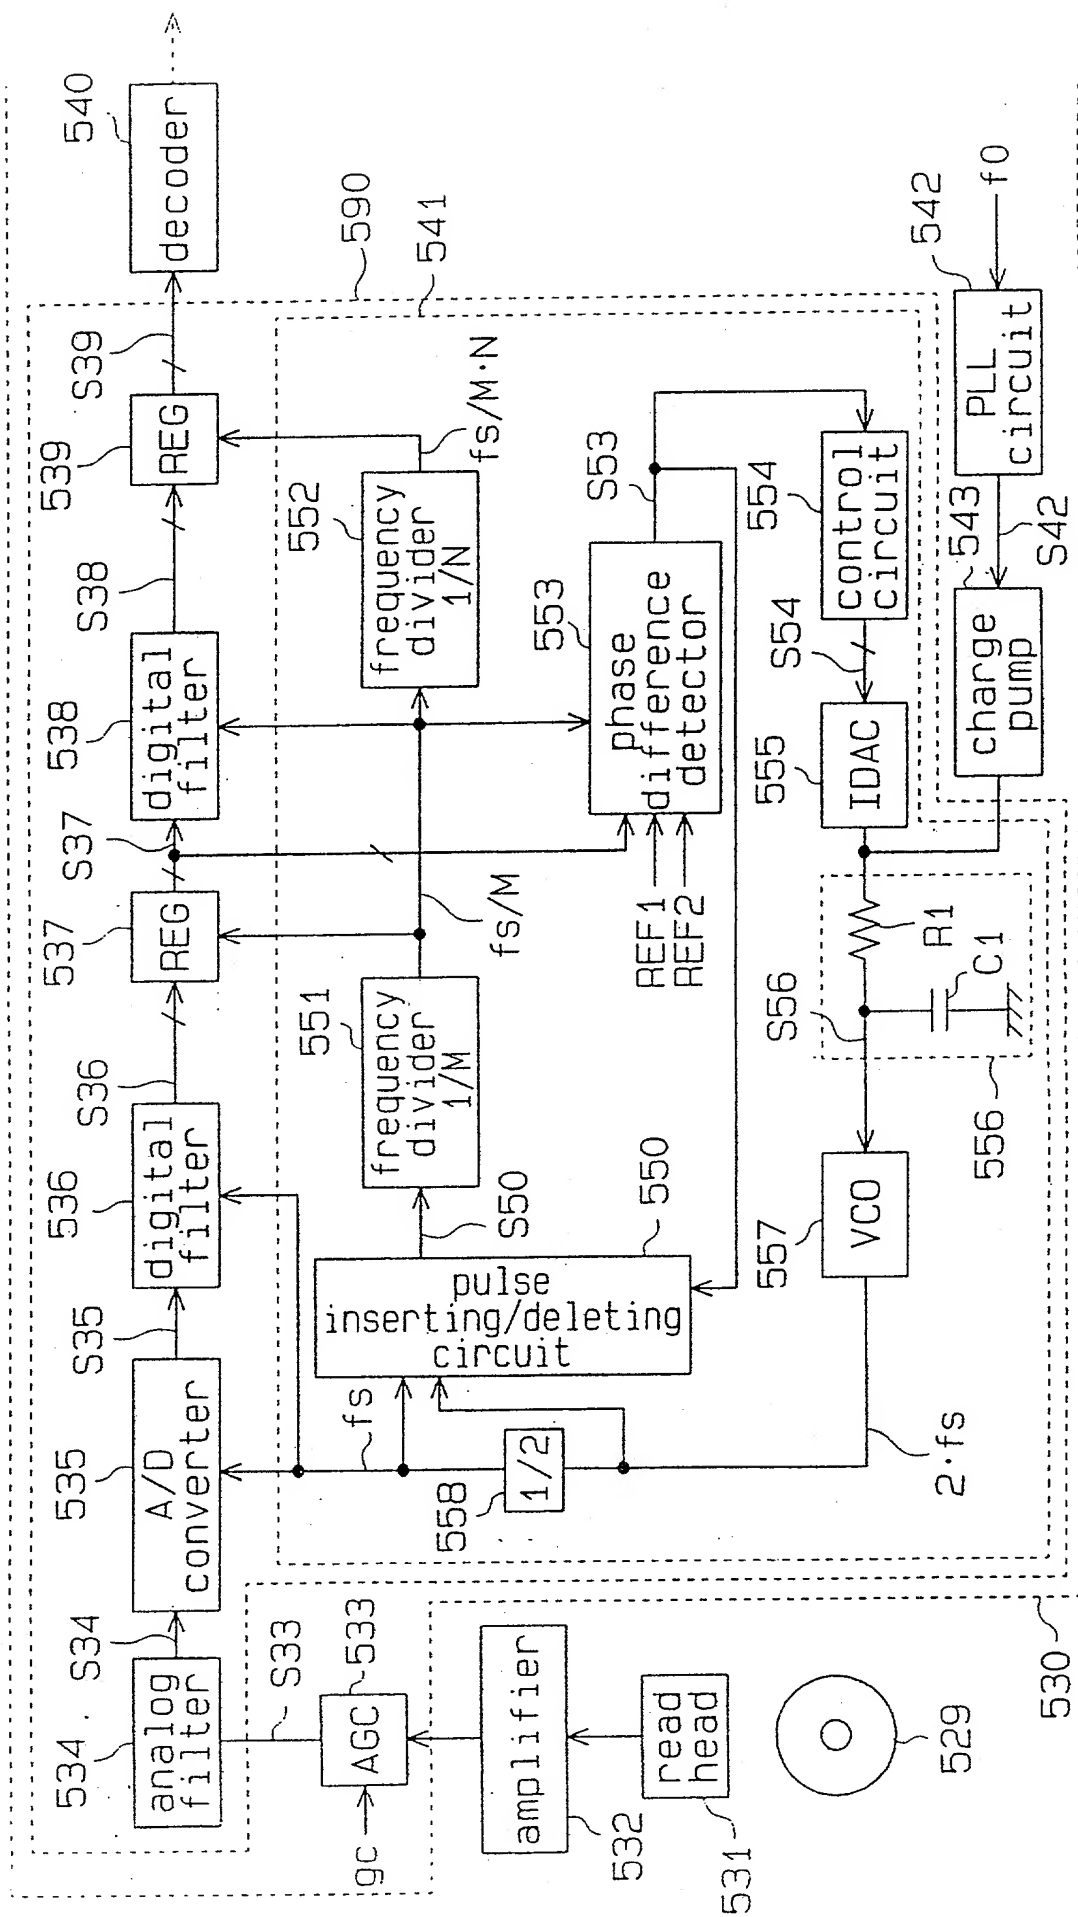 534
analog
filter
S34
535
A/D
converter
S35
536
digital
filter
S36
537
REG
S37
538
digital
filter
S38
539
REG
S39
540
decoder
590
541
S33
533
AGC
gc
532
amplifier
531
read
head
529
530
fs
558
1/2
2·fs
550
pulse
inserting/deleting
circuit
S50
551
frequency
divider
1/M
fs/M
552
frequency
divider
1/N
fs/M·N
553
phase
difference
detector
REF1
REF2
S53
554
control
circuit
S54
555
IDAC
R1
C1
S56
556
557
VCO
543
charge
pump
S42
542
PLL
circuit
f0